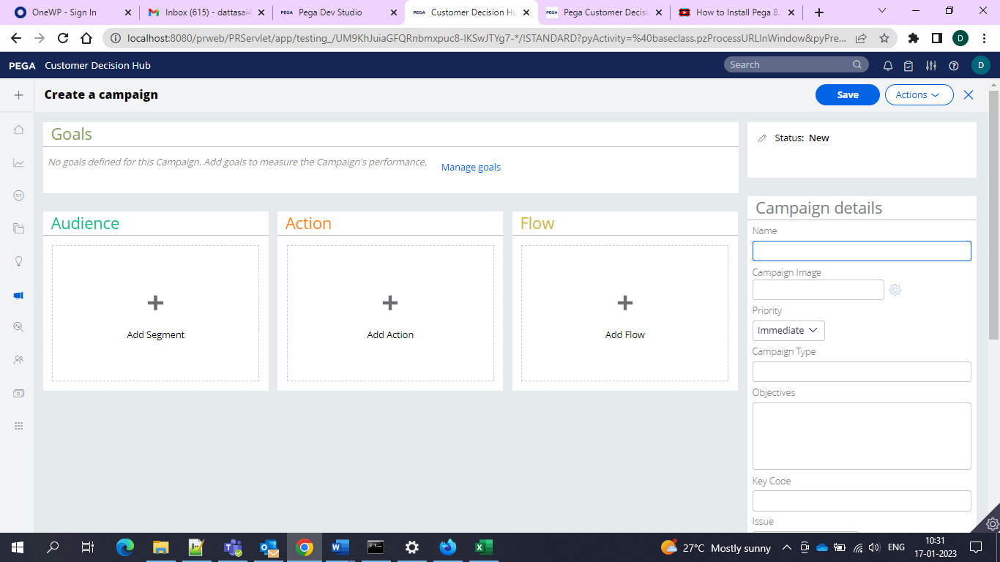 OneWP - Sign In
Inbox (615) - dattasai4
Pega Dev Studio
PEGA Customer Decision Hu
PEGA Pega Customer Decisi
How to Install Pega 8.
localhost:8080/prweb/PRServlet/app/testing_/UM9KhJuiaGFQRnbmxpuc8-IKSwJTYg7-*/!STANDARD?pyActivity=%40baseclass.pzProcessURLInWindow&pyPre...
D
PEGA Customer Decision Hub
Search
D
Create a campaign
Save
Actions
Goals
No goals defined for this Campaign. Add goals to measure the Campaign's performance.
Manage goals
Status: New
Audience
Action
Flow
Add Segment
Add Action
Add Flow
Campaign details
Name
Campaign Image
Priority
Immediate
Campaign Type
Objectives
Key Code
Issue
27°C Mostly sunny
ENG
10:31
17-01-2023